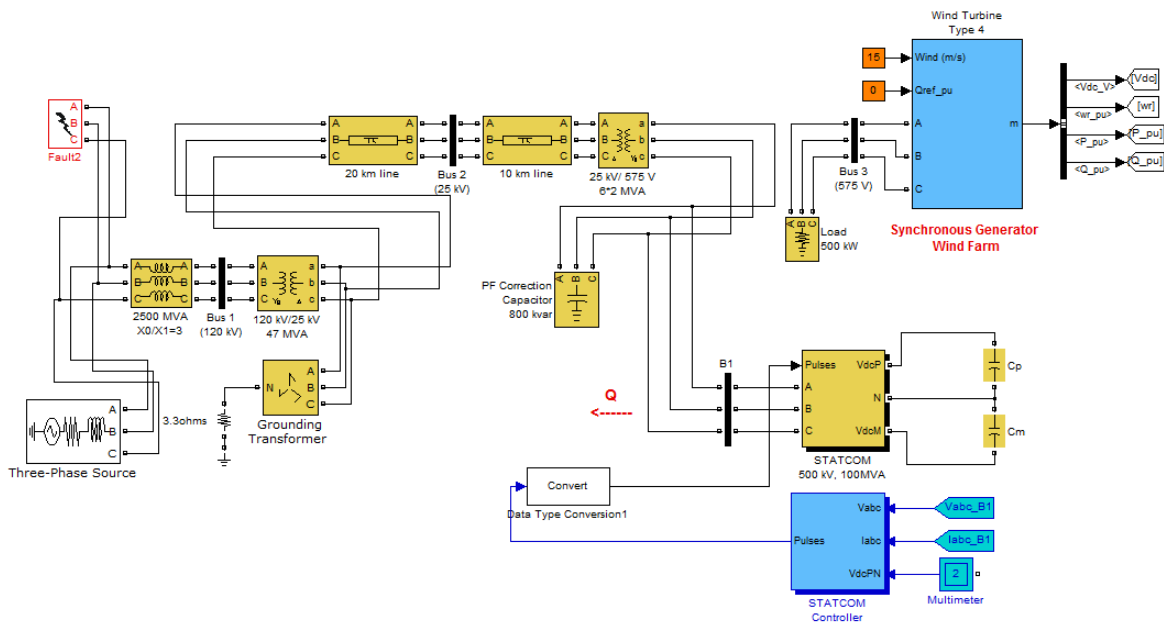 Wind Turbine
Type 4
15
Wind (m/s)
0
Qref_pu
A
B
C
m
<Vdc_V>
[Vdc]
<wr_pu>
[wr]
<P_pu>
[P_pu]
<Q_pu>
[Q_pu]
Synchronous Generator
Wind Farm
A
B
C
Bus 3
(575 V)
A B C
Load
500 kW
A
B
C
Fault2
A A
B B
C C
20 km line
Bus 2
(25 kV)
A A
B B
C C
10 km line
A a
B b
C c
Yg
25 kV/ 575 V
6*2 MVA
A B C
PF Correction
Capacitor
800 kvar
A A
B B
C C
2500 MVA
X0/X1=3
Bus 1
(120 kV)
A a
B b
C c
Yg
120 kV/25 kV
47 MVA
N
A
B
C
Grounding
Transformer
3.3ohms
A
B
C
Three-Phase Source
Q
<------
B1
Pulses
A
B
C
VdcP
N
VdcM
STATCOM
500 kV, 100MVA
Cp
Cm
Convert
Data Type Conversion1
Pulses
Vabc
Iabc
VdcPN
STATCOM
Controller
Vabc_B1
Iabc_B1
2
Multimeter